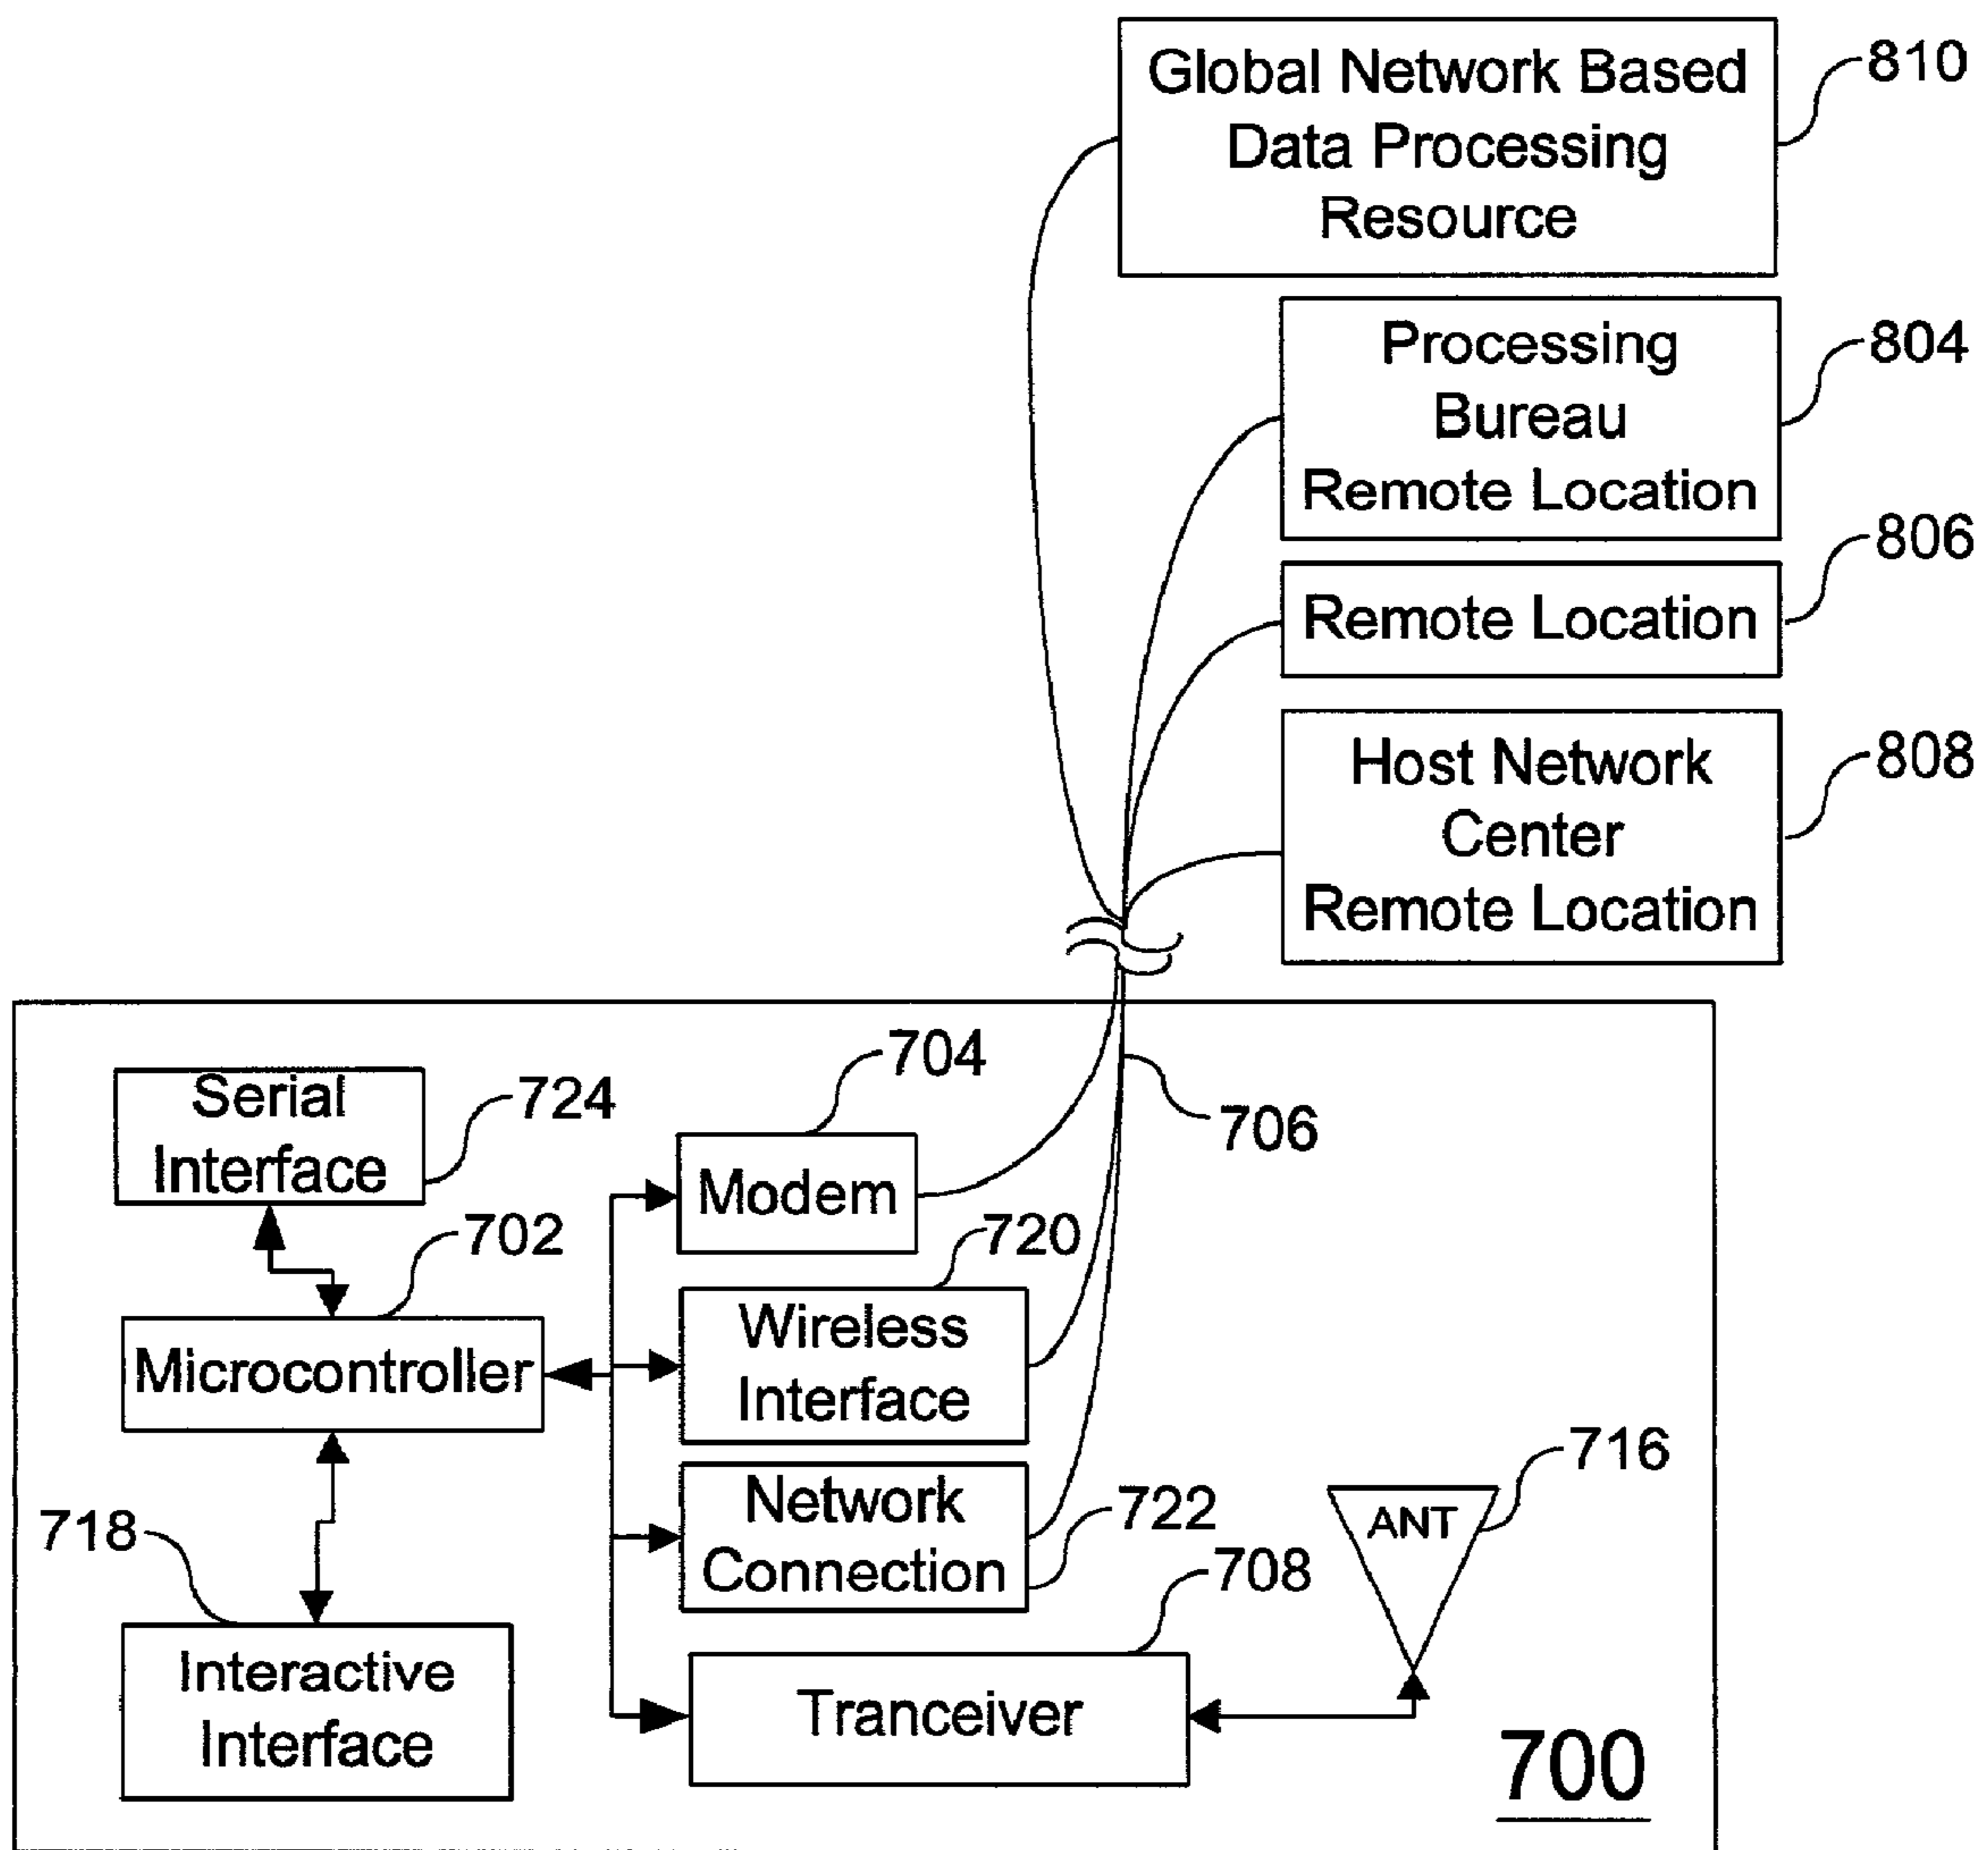 Global Network Based
Data Processing
Resource
810
Processing
Bureau
Remote Location
804
806
Remote Location
Host Network
Center
Remote Location
808
704
Serial
Interface
724
706
Modem
702
720
Wireless
Interface
Microcontroller
716
Network
Connection
722
ANT
718
708
Interactive
Interface
Tranceiver
700